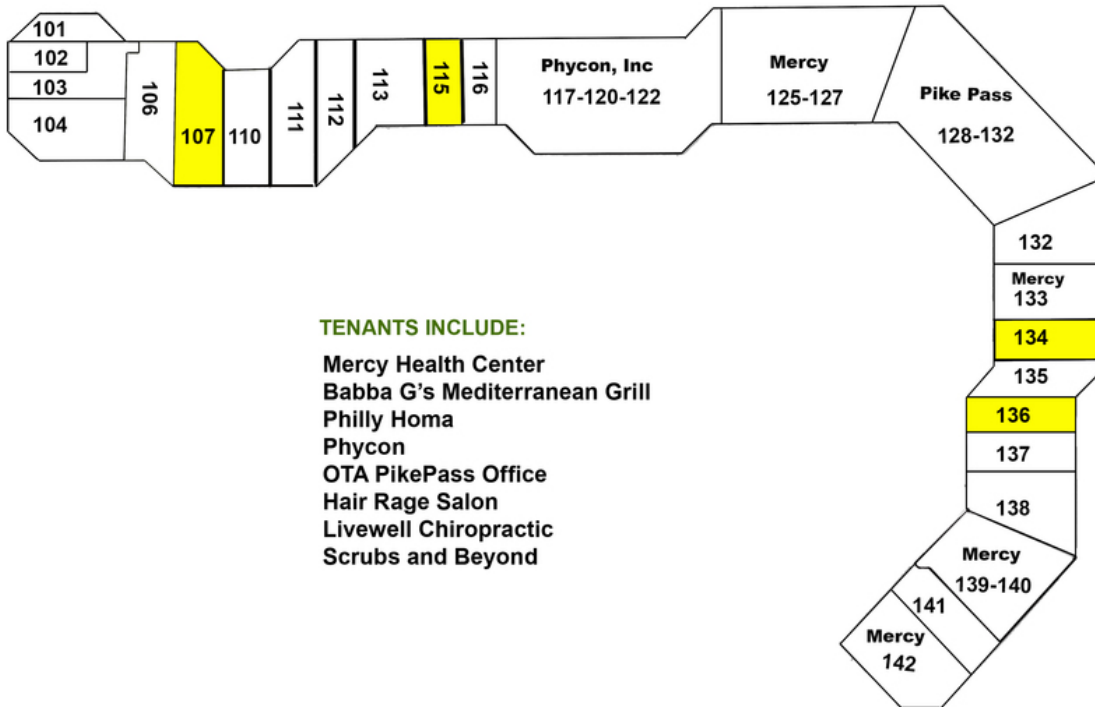 101
102
103
104
106
107
110
111
112
113
115
116
Phycon, Inc
117-120-122
Mercy
125-127
Pike Pass
128-132
132
Mercy
133
134
135
136
137
138
Mercy
139-140
141
Mercy
142
TENANTS INCLUDE:
Mercy Health Center
Babba G's Mediterranean Grill
Philly Homa
Phycon
OTA PikePass Office
Hair Rage Salon
Livewell Chiropractic
Scrubs and Beyond